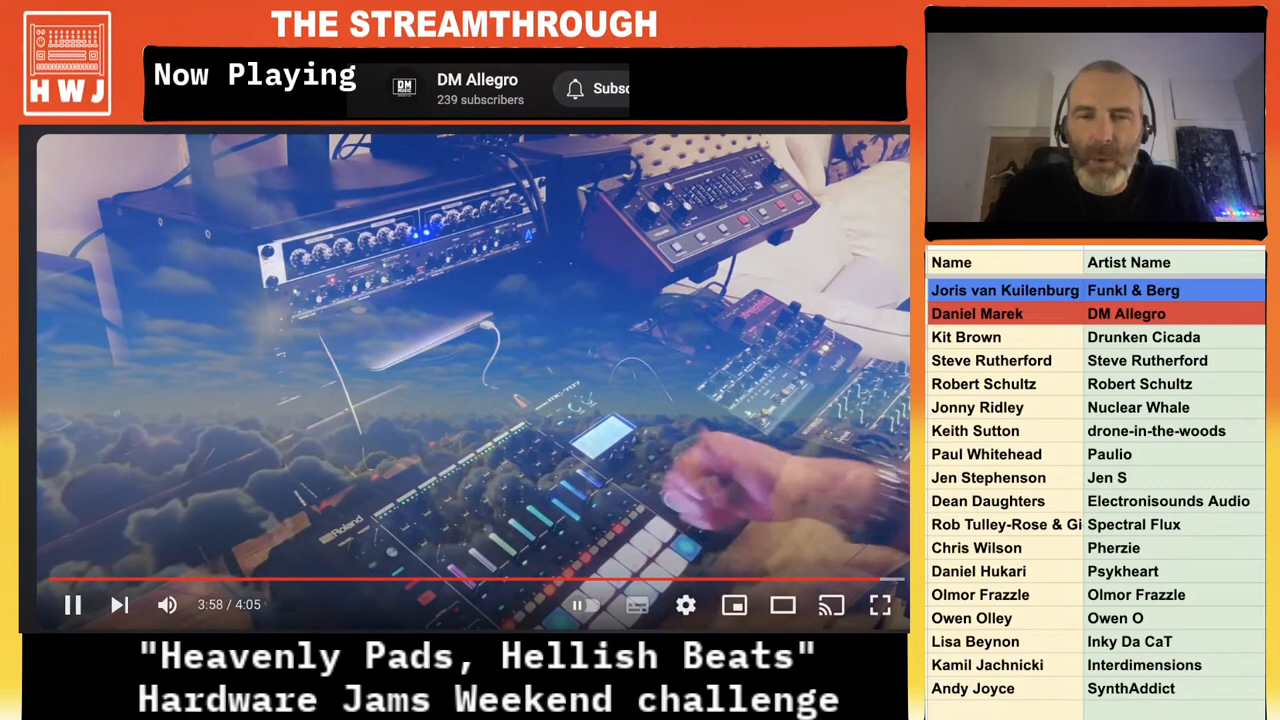 THE STREAMTHROUGH
HWJ
Now Playing
DM
DM Allegro
239 subscribers
Subsc
Roland
3:58 / 4:05
"Heavenly Pads, Hellish Beats"
Hardware Jams Weekend challenge
Name Artist Name
Joris van Kuilenburg Funkl & Berg
Daniel Marek DM Allegro
Kit Brown Drunken Cicada
Steve Rutherford Steve Rutherford
Robert Schultz Robert Schultz
Jonny Ridley Nuclear Whale
Keith Sutton drone-in-the-woods
Paul Whitehead Paulio
Jen Stephenson Jen S
Dean Daughters Electronisounds Audio
Rob Tulley-Rose & Gi Spectral Flux
Chris Wilson Pherzie
Daniel Hukari Psykheart
Olmor Frazzle Olmor Frazzle
Owen Olley Owen O
Lisa Beynon Inky Da CaT
Kamil Jachnicki Interdimensions
Andy Joyce SynthAddict